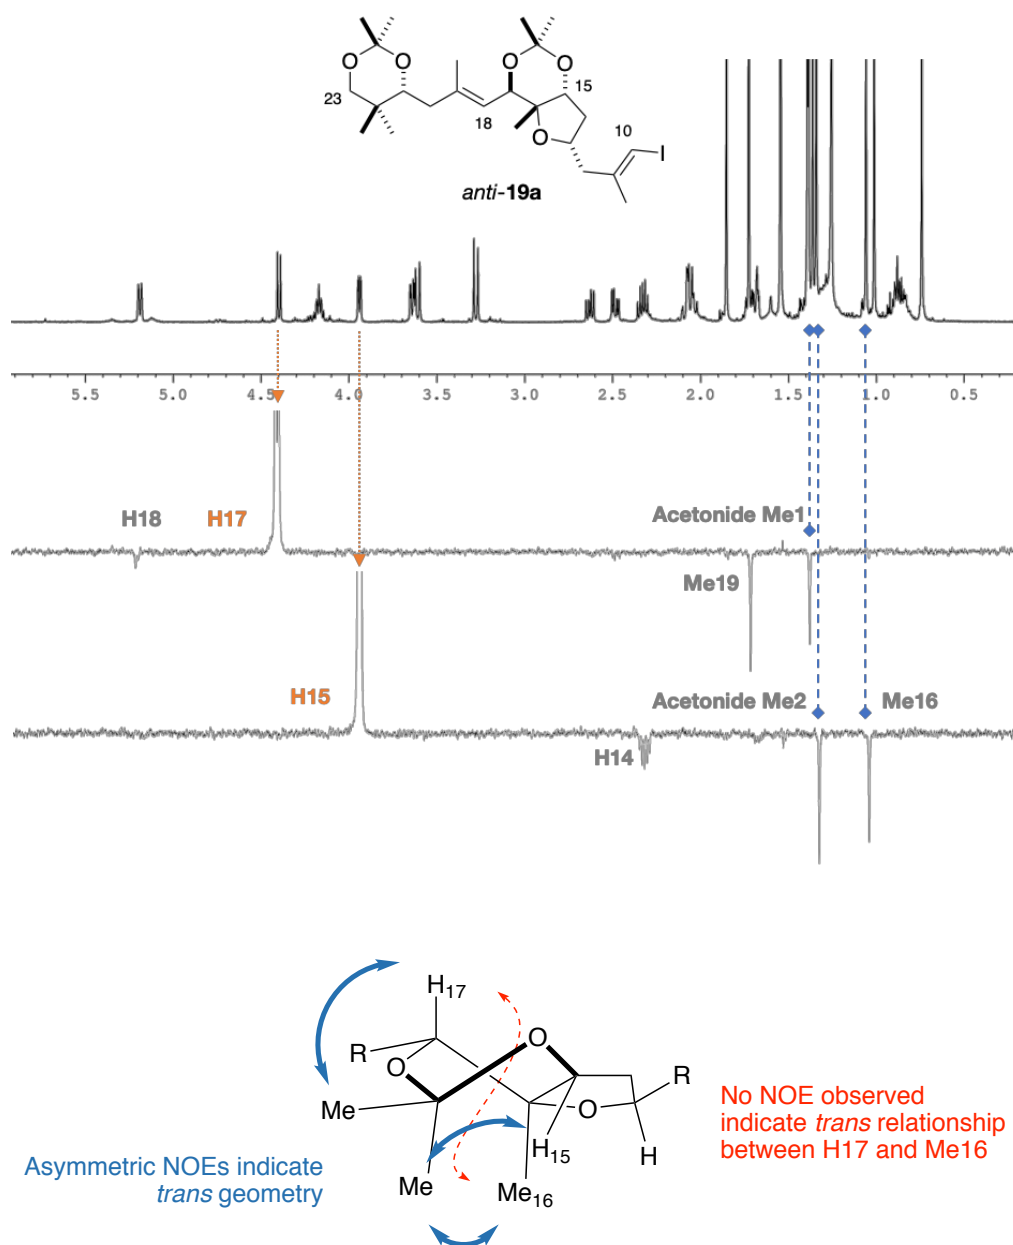 O O O O
23 15
18 10
O I
anti-19a
5.5 5.0 4.5 4.0 3.5 3.0 2.5 2.0 1.5 1.0 0.5
H18 H17 Acetonide Me1
Me19
H15 Acetonide Me2 Me16
H14
H17
O
R O R
Me O
H15 H
Me Me16
No NOE observed
indicate trans relationship
between H17 and Me16
Asymmetric NOEs indicate
trans geometry